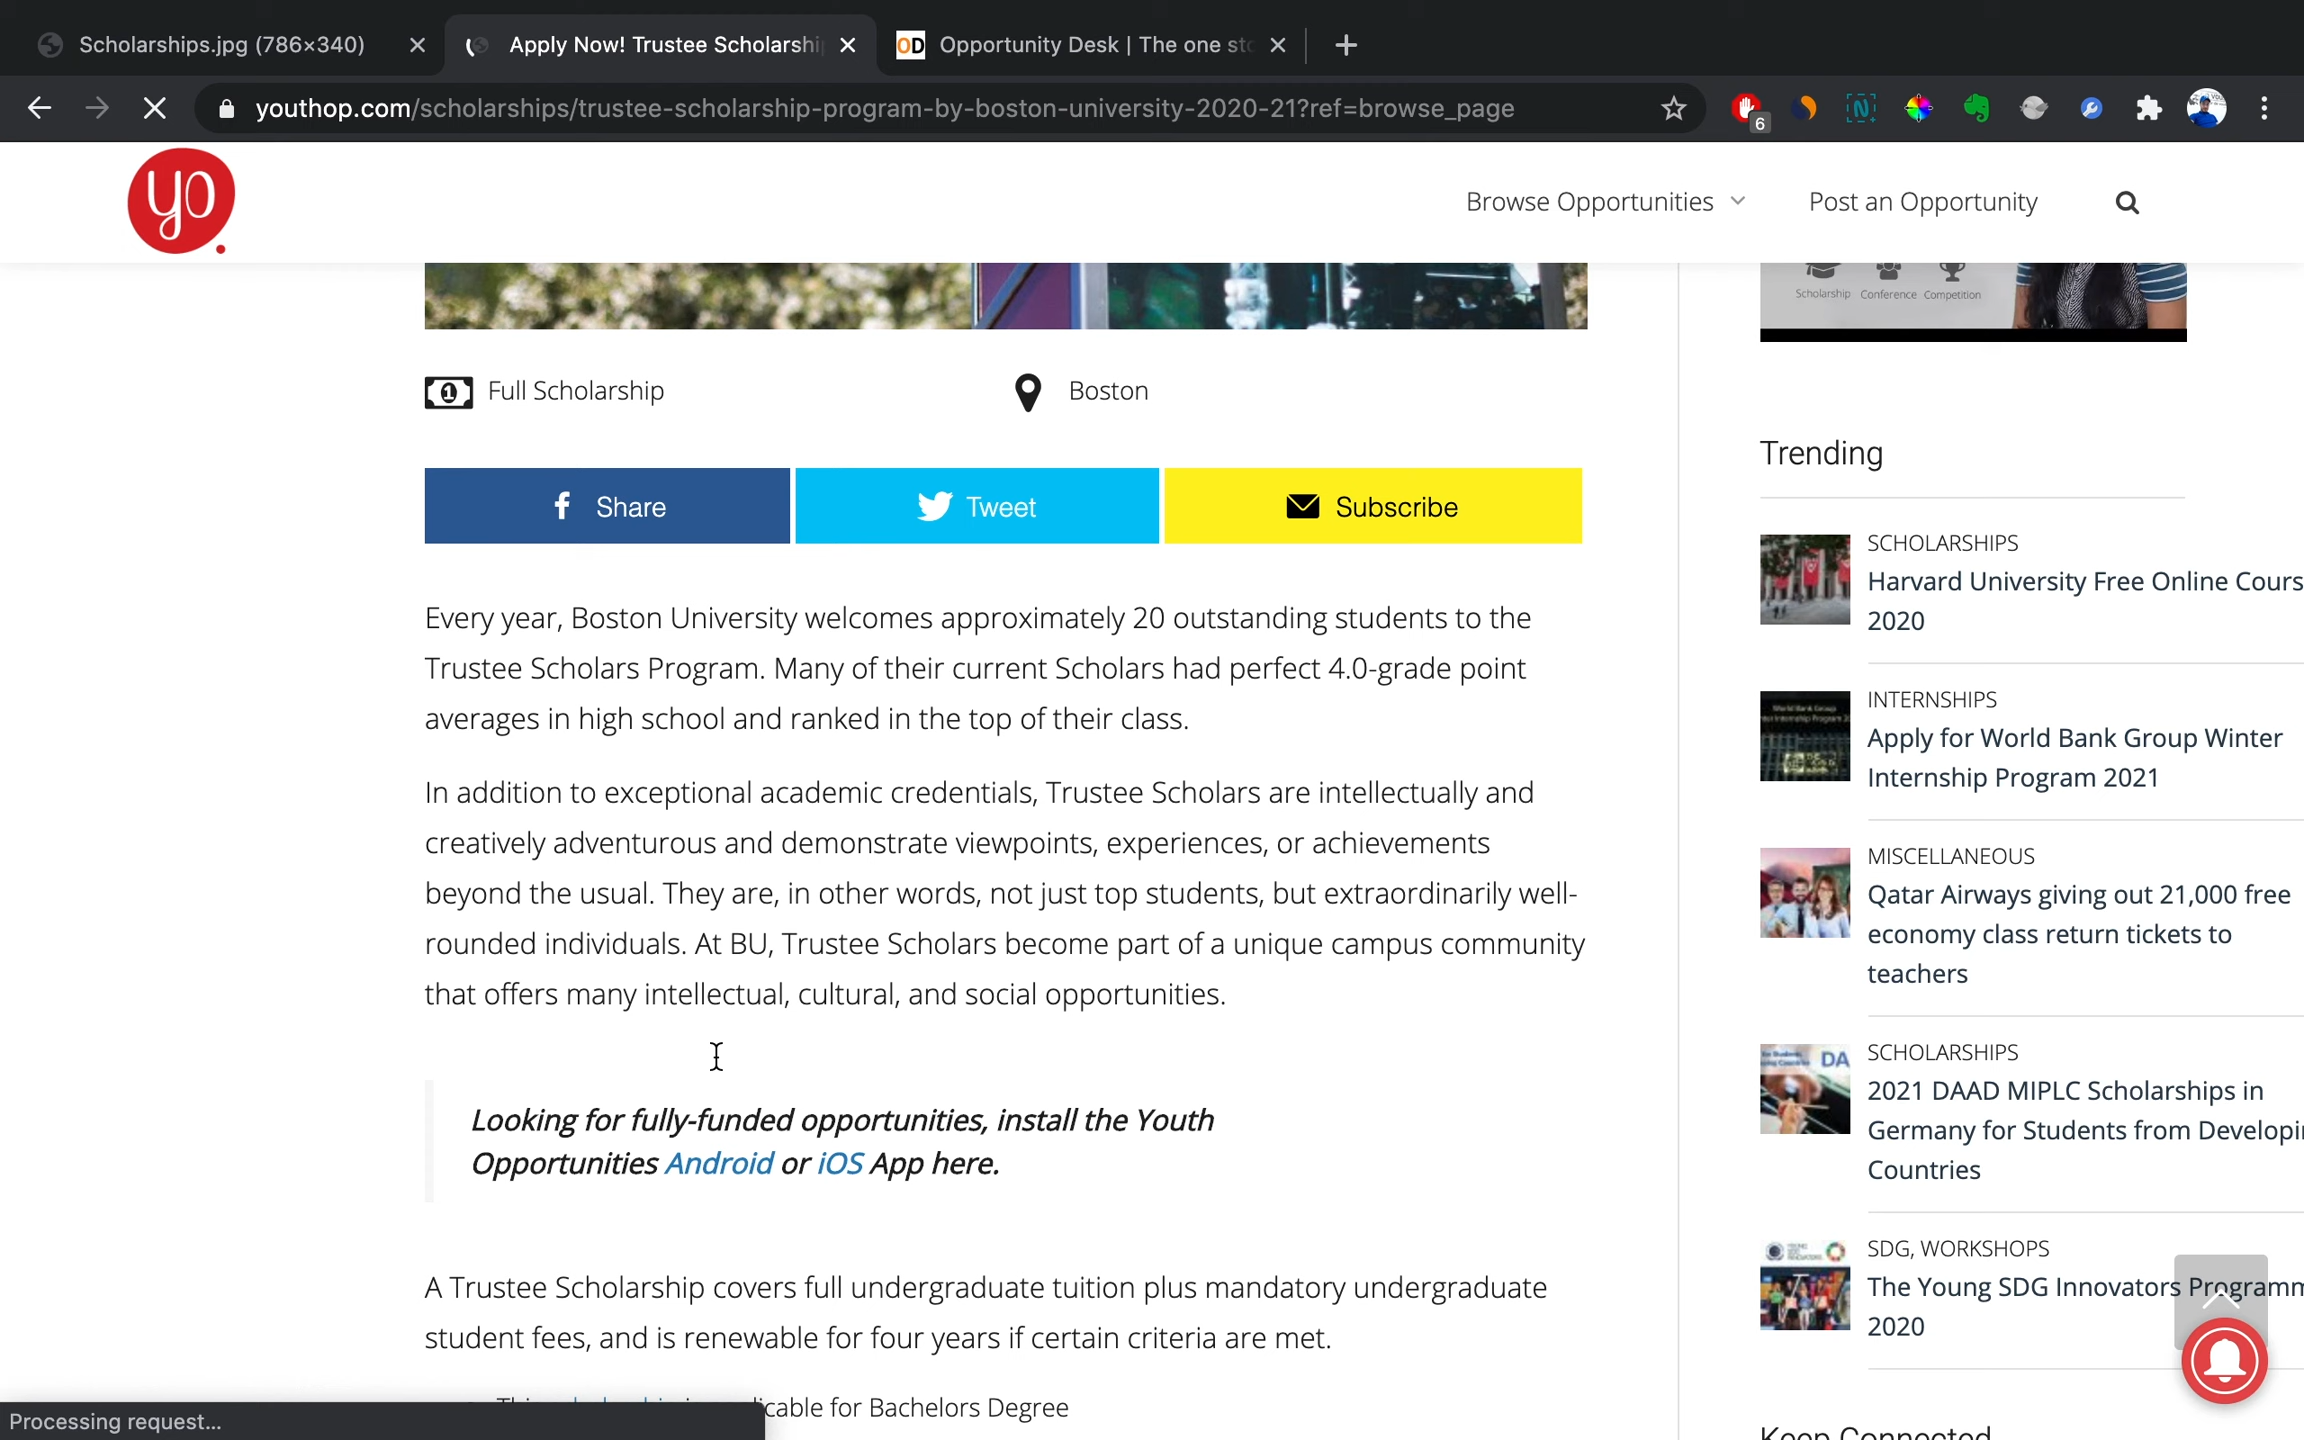 Scholarships.jpg (786×340)
Apply Now! Trustee Scholarshi
OD Opportunity Desk | The one sto
youthop.com/scholarships/trustee-scholarship-program-by-boston-university-2020-21?ref=browse_page
6
yo
Browse Opportunities
Post an Opportunity
Scholarship Conference Competition
Full Scholarship
Boston
Share
Tweet
Subscribe
Every year, Boston University welcomes approximately 20 outstanding students to the
Trustee Scholars Program. Many of their current Scholars had perfect 4.0-grade point
averages in high school and ranked in the top of their class.
In addition to exceptional academic credentials, Trustee Scholars are intellectually and
creatively adventurous and demonstrate viewpoints, experiences, or achievements
beyond the usual. They are, in other words, not just top students, but extraordinarily well-
rounded individuals. At BU, Trustee Scholars become part of a unique campus community
that offers many intellectual, cultural, and social opportunities.
Looking for fully-funded opportunities, install the Youth
Opportunities Android or iOS App here.
A Trustee Scholarship covers full undergraduate tuition plus mandatory undergraduate
student fees, and is renewable for four years if certain criteria are met.
icable for Bachelors Degree
Processing request...
Trending
SCHOLARSHIPS
Harvard University Free Online Cours
2020
INTERNSHIPS
Apply for World Bank Group Winter
Internship Program 2021
MISCELLANEOUS
Qatar Airways giving out 21,000 free
economy class return tickets to
teachers
SCHOLARSHIPS
DA
2021 DAAD MIPLC Scholarships in
Germany for Students from Developi
Countries
SDG, WORKSHOPS
The Young SDG Innovators Programm
2020
Keep Connected